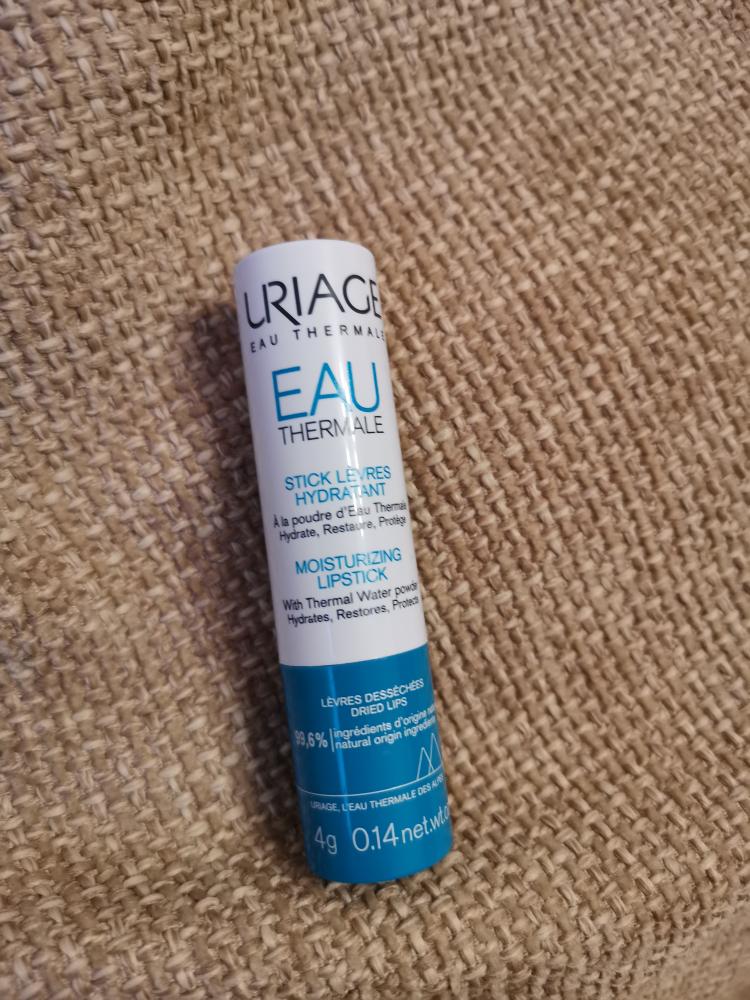 URIAGE
EAU THERMALE
EAU
THERMALE
STICK LÈVRES
HYDRATANT
À la poudre d'Eau Thermale
Hydrate, Restaure, Protège
MOISTURIZING
LIPSTICK
With Thermal Water powder
Hydrates, Restores, Protects
LÈVRES DESSÉCHÉES
DRIED LIPS
99,6% ingrédients d'origine
natural origin ingredients
URIAGE, L'EAU THERMALE DES ALPES
4g 0.14 net.wt.